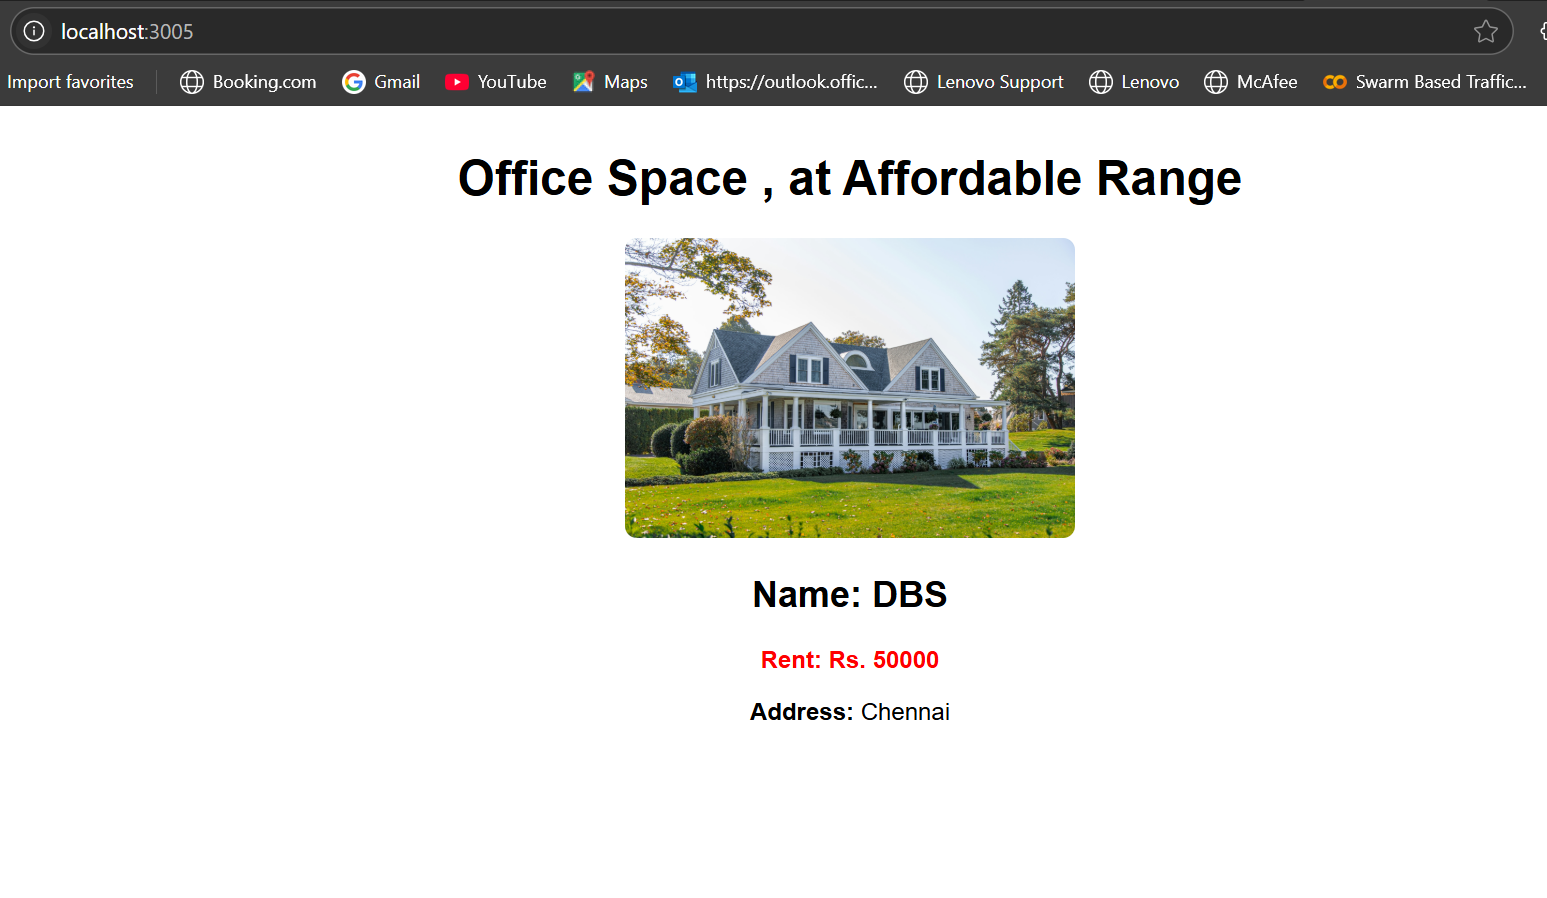 localhost:3005
Import favorites Booking.com Gmail YouTube Maps https://outlook.offic... Lenovo Support Lenovo McAfee Swarm Based Traffic...
Office Space , at Affordable Range
Name: DBS
Rent: Rs. 50000
Address: Chennai